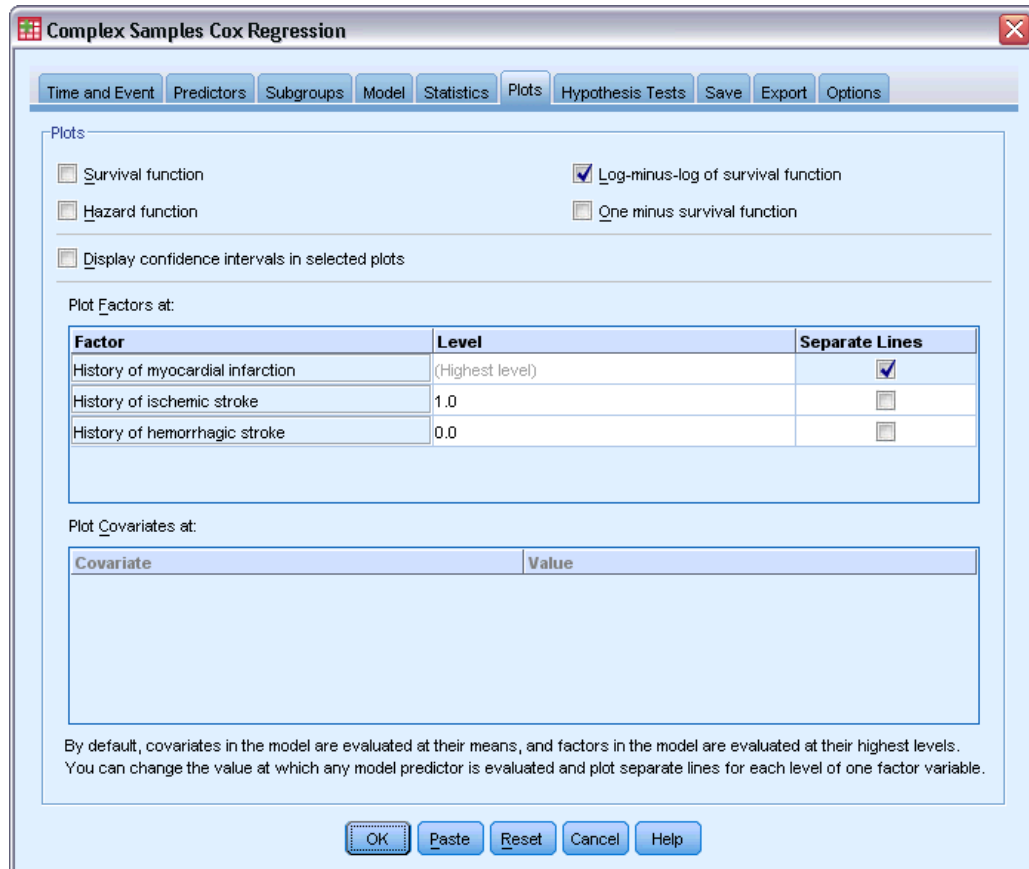 Complex Samples Cox Regression
Time and Event Predictors Subgroups Model Statistics Plots Hypothesis Tests Save Export Options
Plots
Survival function Log-minus-log of survival function
Hazard function One minus survival function
Display confidence intervals in selected plots
Plot Factors at:
Factor Level Separate Lines
History of myocardial infarction (Highest level)
History of ischemic stroke 1.0
History of hemorrhagic stroke 0.0
Plot Covariates at:
Covariate Value
By default, covariates in the model are evaluated at their means, and factors in the model are evaluated at their highest levels.
You can change the value at which any model predictor is evaluated and plot separate lines for each level of one factor variable.
OK Paste Reset Cancel Help